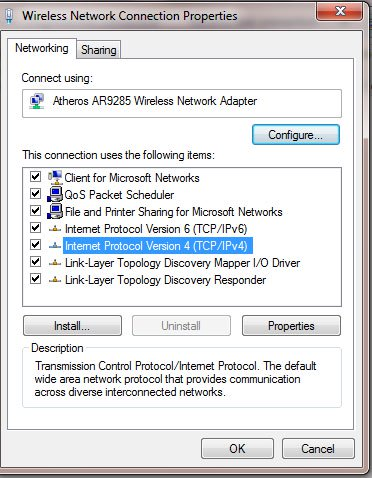 Wireless Network Connection Properties
Networking
Sharing
Connect using:
Atheros AR9285 Wireless Network Adapter
Configure...
This connection uses the following items:
Client for Microsoft Networks
QoS Packet Scheduler
File and Printer Sharing for Microsoft Networks
Internet Protocol Version 6 (TCP/IPv6)
Internet Protocol Version 4 (TCP/IPv4)
Link-Layer Topology Discovery Mapper I/O Driver
Link-Layer Topology Discovery Responder
Install...
Uninstall
Properties
Description
Transmission Control Protocol/Internet Protocol. The default
wide area network protocol that provides communication
across diverse interconnected networks.
OK
Cancel